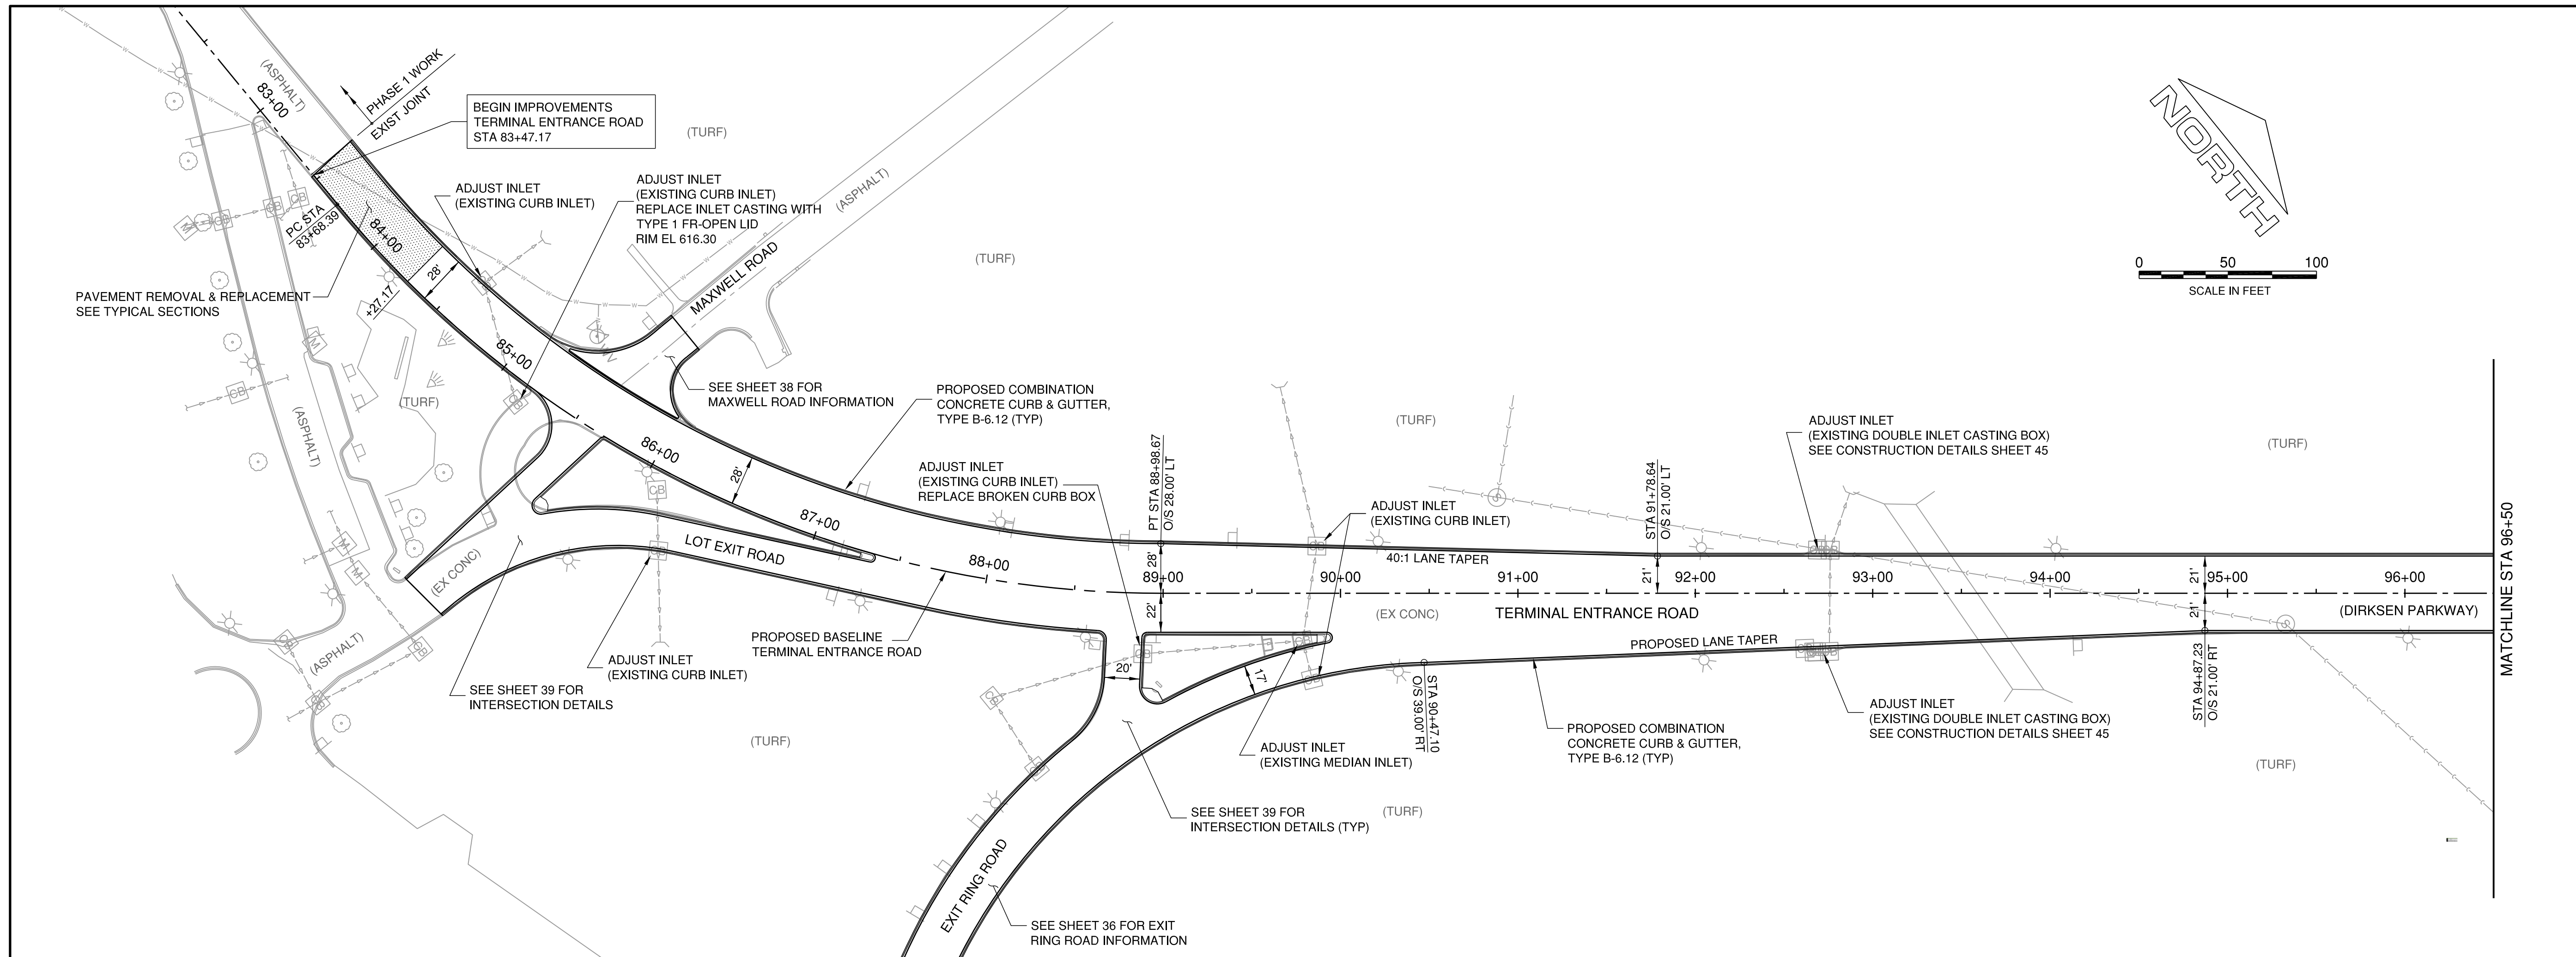 (ASPHALT)
83+00
PHASE 1 WORK
EXIST JOINT
BEGIN IMPROVEMENTS
TERMINAL ENTRANCE ROAD
STA 83+47.17
(TURF)
NORTH
0 50 100
SCALE IN FEET
ADJUST INLET
(EXISTING CURB INLET)
ADJUST INLET
(EXISTING CURB INLET)
REPLACE INLET CASTING WITH
TYPE 1 FR-OPEN LID
RIM EL 616.30
(ASPHALT)
MAXWELL ROAD
(TURF)
PC STA
83+68.39
84+00
28'
+27.17
PAVEMENT REMOVAL & REPLACEMENT
SEE TYPICAL SECTIONS
85+00
(TURF)
(ASPHALT)
SEE SHEET 38 FOR
MAXWELL ROAD INFORMATION
PROPOSED COMBINATION
CONCRETE CURB & GUTTER,
TYPE B-6.12 (TYP)
86+00
28'
87+00
88+00
ADJUST INLET
(EXISTING CURB INLET)
REPLACE BROKEN CURB BOX
PT STA 88+98.67
O/S 28.00' LT
ADJUST INLET
(EXISTING CURB INLET)
(TURF)
STA 91+78.64
O/S 21.00' LT
ADJUST INLET
(EXISTING DOUBLE INLET CASTING BOX)
SEE CONSTRUCTION DETAILS SHEET 45
(TURF)
40:1 LANE TAPER
28'
21'
21'
89+00
90+00
91+00
92+00
93+00
94+00
95+00
96+00
MATCHLINE STA 96+50
22'
(EX CONC)
TERMINAL ENTRANCE ROAD
21'
(DIRKSEN PARKWAY)
PROPOSED LANE TAPER
LOT EXIT ROAD
(EX CONC)
(ASPHALT)
PROPOSED BASELINE
TERMINAL ENTRANCE ROAD
ADJUST INLET
(EXISTING CURB INLET)
SEE SHEET 39 FOR
INTERSECTION DETAILS
20'
17'
STA 90+47.10
O/S 39.00' RT
STA 94+87.23
O/S 21.00' RT
ADJUST INLET
(EXISTING DOUBLE INLET CASTING BOX)
SEE CONSTRUCTION DETAILS SHEET 45
PROPOSED COMBINATION
CONCRETE CURB & GUTTER,
TYPE B-6.12 (TYP)
ADJUST INLET
(EXISTING MEDIAN INLET)
(TURF)
(TURF)
SEE SHEET 39 FOR
INTERSECTION DETAILS (TYP)
(TURF)
EXIT RING ROAD
SEE SHEET 36 FOR EXIT
RING ROAD INFORMATION